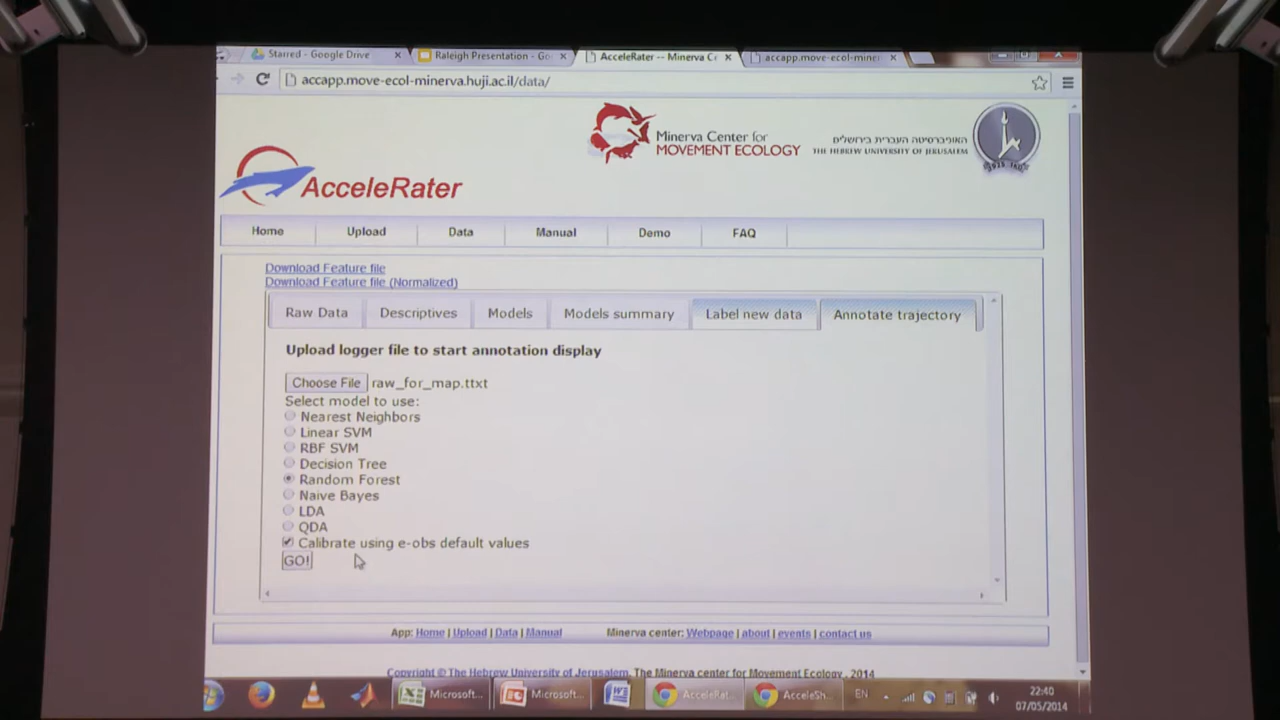 Starred - Google Drive
Raleigh Presentation - Go
AcceleRater -- Minerva Ce
accapp.move-ecol-miner
accapp.move-ecol-minerva.huji.ac.il/data/
Minerva Center for
MOVEMENT ECOLOGY
האוניברסיטה העברית בירושלים
THE HEBREW UNIVERSITY OF JERUSALEM
AcceleRater
Home
Upload
Data
Manual
Demo
FAQ
Download Feature file
Download Feature file (Normalized)
Raw Data
Descriptives
Models
Models summary
Label new data
Annotate trajectory
Upload logger file to start annotation display
Choose File raw_for_map.ttxt
Select model to use:
Nearest Neighbors
Linear SVM
RBF SVM
Decision Tree
Random Forest
Naive Bayes
LDA
QDA
Calibrate using e-obs default values
GO!
App: Home | Upload | Data | Manual
Minerva center: Webpage | about | events | contact us
Copyright © The Hebrew University of Jerusalem, The Minerva center for Movement Ecology , 2014
Microsoft...
Microsoft...
AcceleRat...
AcceleSh...
EN
22:40
07/05/2014